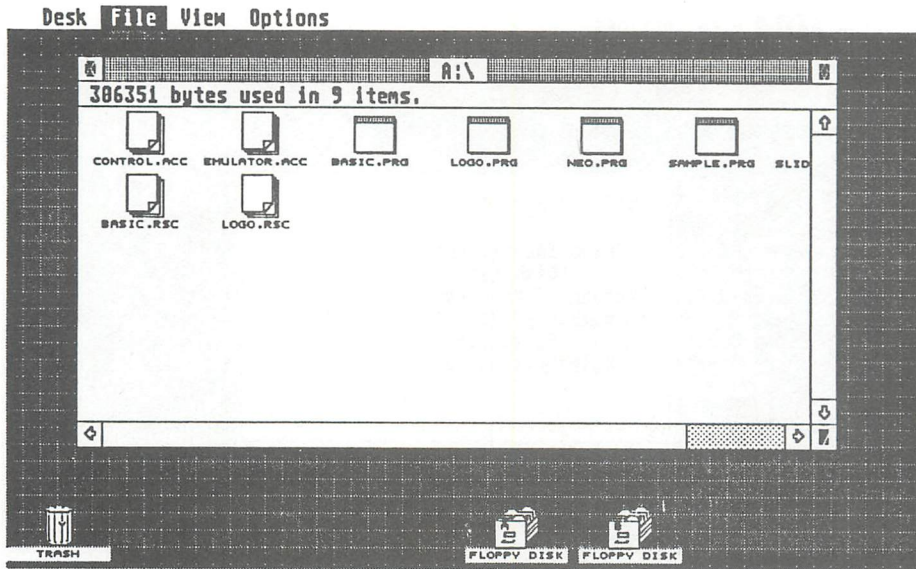 Desk File View Options
A:\
306351 bytes used in 9 items.
CONTROL.ACC EMULATOR.ACC BASIC.PRG LOGO.PRG NEO.PRG SAMPLE.PRG SLID
BASIC.RSC LOGO.RSC
A B
TRASH FLOPPY DISK FLOPPY DISK